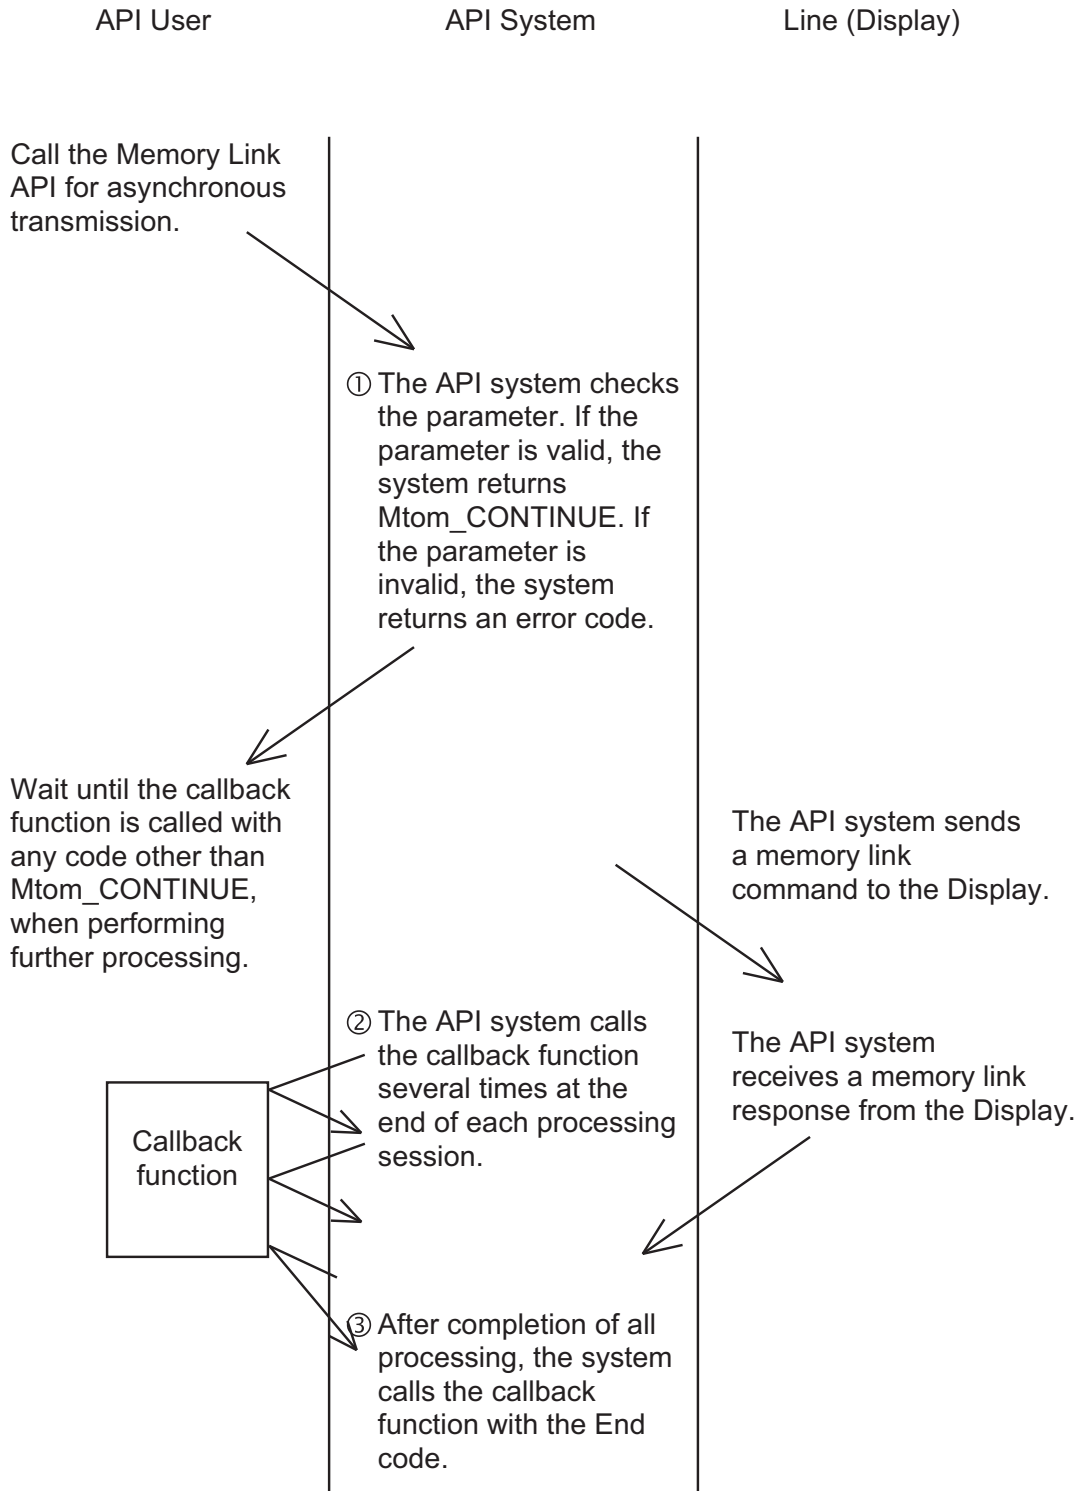 API User
API System
Line (Display)
Call the Memory Link
API for asynchronous
transmission.
① The API system checks
the parameter. If the
parameter is valid, the
system returns
Mtom_CONTINUE. If
the parameter is
invalid, the system
returns an error code.
Wait until the callback
function is called with
any code other than
Mtom_CONTINUE,
when performing
further processing.
The API system sends
a memory link
command to the Display.
② The API system calls
the callback function
several times at the
end of each processing
session.
The API system
receives a memory link
response from the Display.
Callback
function
③ After completion of all
processing, the system
calls the callback
function with the End
code.